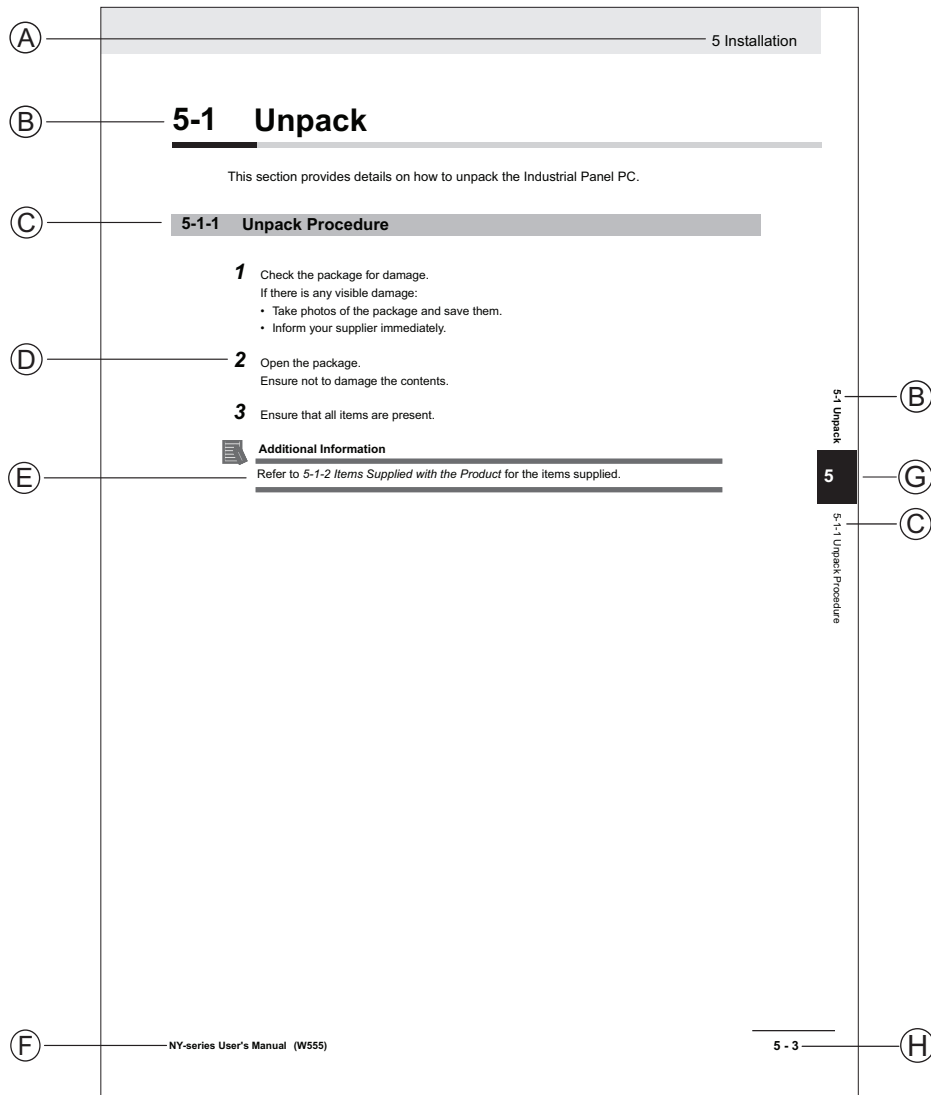 A
5 Installation
B
5-1 Unpack
This section provides details on how to unpack the Industrial Panel PC.
C
5-1-1 Unpack Procedure
1 Check the package for damage.
If there is any visible damage:
• Take photos of the package and save them.
• Inform your supplier immediately.
D
2 Open the package.
Ensure not to damage the contents.
3 Ensure that all items are present.
Additional Information
E
Refer to 5-1-2 Items Supplied with the Product for the items supplied.
5-1 Unpack
B
5
G
5-1-1 Unpack Procedure
C
F
NY-series User's Manual (W555)
5 - 3
H